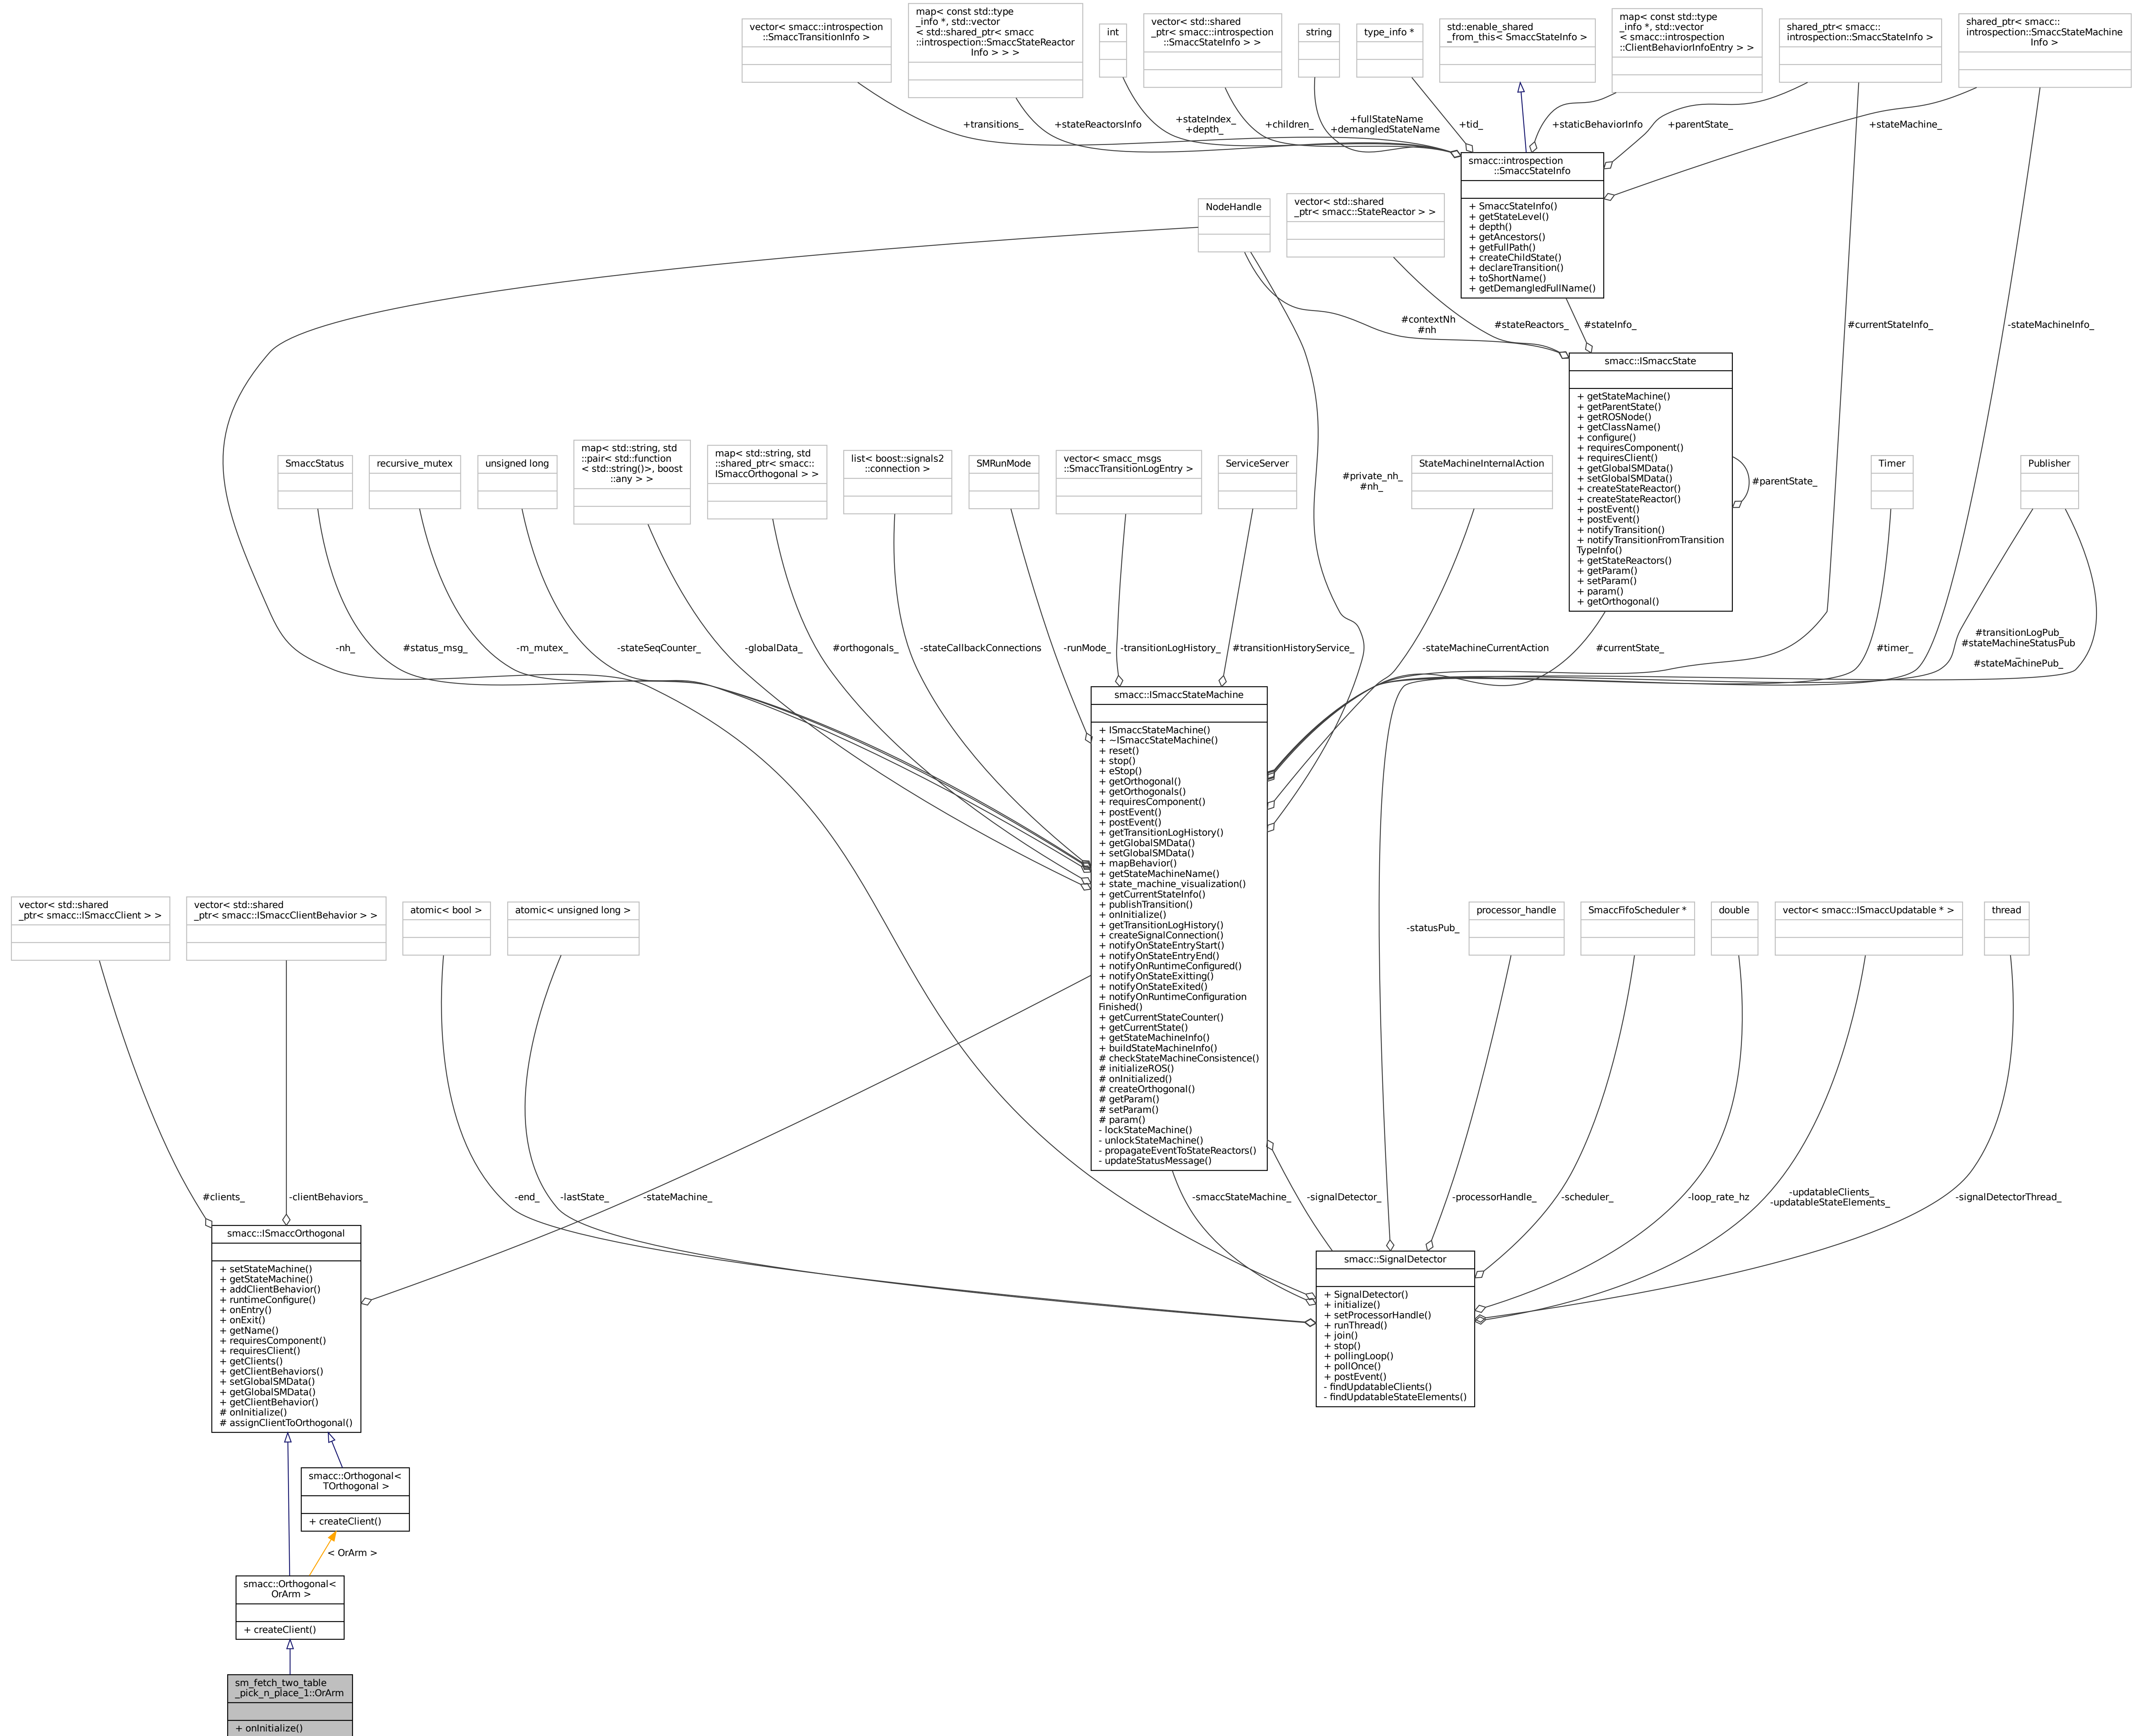 vector< smacc::introspection
::SmaccTransitionInfo >
map< const std::type
_info *, std::vector
< std::shared_ptr< smacc
::introspection::SmaccStateReactor
Info > > >
int
vector< std::shared
_ptr< smacc::introspection
::SmaccStateInfo > >
string
type_info *
std::enable_shared
_from_this< SmaccStateInfo >
map< const std::type
_info *, std::vector
< smacc::introspection
::ClientBehaviorInfoEntry > >
shared_ptr< smacc::
introspection::SmaccStateInfo >
shared_ptr< smacc::
introspection::SmaccStateMachine
Info >
+transitions_
+stateReactorsInfo
+stateIndex_
+depth_
+children_
+fullStateName
+demangledStateName
+tid_
+staticBehaviorInfo
+parentState_
+stateMachine_
smacc::introspection
::SmaccStateInfo
+ SmaccStateInfo()
+ getStateLevel()
+ depth()
+ getAncestors()
+ getFullPath()
+ createChildState()
+ declareTransition()
+ toShortName()
+ getDemangledFullName()
NodeHandle
vector< std::shared
_ptr< smacc::StateReactor > >
#contextNh
#nh
#stateReactors_
#stateInfo_
#currentStateInfo_
-stateMachineInfo_
smacc::ISmaccState
+ getStateMachine()
+ getParentState()
+ getROSNode()
+ getClassName()
+ configure()
+ requiresComponent()
+ requiresClient()
+ getGlobalSMData()
+ setGlobalSMData()
+ createStateReactor()
+ createStateReactor()
+ postEvent()
+ postEvent()
+ notifyTransition()
+ notifyTransitionFromTransition
TypeInfo()
+ getStateReactors()
+ getParam()
+ setParam()
+ param()
+ getOrthogonal()
#parentState_
SmaccStatus
recursive_mutex
unsigned long
map< std::string, std
::pair< std::function
< std::string()>, boost
::any > >
map< std::string, std
::shared_ptr< smacc::
ISmaccOrthogonal > >
list< boost::signals2
::connection >
SMRunMode
vector< smacc_msgs
::SmaccTransitionLogEntry >
ServiceServer
#private_nh_
#nh_
StateMachineInternalAction
Timer
Publisher
-nh_
#status_msg_
-m_mutex_
-stateSeqCounter_
-globalData_
#orthogonals_
-stateCallbackConnections
-runMode_
-transitionLogHistory_
#transitionHistoryService_
-stateMachineCurrentAction
#currentState_
#timer_
#transitionLogPub_
#stateMachineStatusPub
_
#stateMachinePub_
smacc::ISmaccStateMachine
+ ISmaccStateMachine()
+ ~ISmaccStateMachine()
+ reset()
+ stop()
+ eStop()
+ getOrthogonal()
+ getOrthogonals()
+ requiresComponent()
+ postEvent()
+ postEvent()
+ getTransitionLogHistory()
+ getGlobalSMData()
+ setGlobalSMData()
+ mapBehavior()
+ getStateMachineName()
+ state_machine_visualization()
+ getCurrentStateInfo()
+ publishTransition()
+ onInitialize()
+ getTransitionLogHistory()
+ createSignalConnection()
+ notifyOnStateEntryStart()
+ notifyOnStateEntryEnd()
+ notifyOnRuntimeConfigured()
+ notifyOnStateExitting()
+ notifyOnStateExited()
+ notifyOnRuntimeConfiguration
Finished()
+ getCurrentStateCounter()
+ getCurrentState()
+ getStateMachineInfo()
+ buildStateMachineInfo()
# checkStateMachineConsistence()
# initializeROS()
# onInitialized()
# createOrthogonal()
# getParam()
# setParam()
# param()
- lockStateMachine()
- unlockStateMachine()
- propagateEventToStateReactors()
- updateStatusMessage()
vector< std::shared
_ptr< smacc::ISmaccClient > >
vector< std::shared
_ptr< smacc::ISmaccClientBehavior > >
atomic< bool >
atomic< unsigned long >
-statusPub_
processor_handle
SmaccFifoScheduler *
double
vector< smacc::ISmaccUpdatable * >
thread
#clients_
-clientBehaviors_
-end_
-lastState_
-stateMachine_
-smaccStateMachine_
-signalDetector_
-processorHandle_
-scheduler_
-loop_rate_hz
-updatableClients_
-updatableStateElements_
-signalDetectorThread_
smacc::ISmaccOrthogonal
+ setStateMachine()
+ getStateMachine()
+ addClientBehavior()
+ runtimeConfigure()
+ onEntry()
+ onExit()
+ getName()
+ requiresComponent()
+ requiresClient()
+ getClients()
+ getClientBehaviors()
+ setGlobalSMData()
+ getGlobalSMData()
+ getClientBehavior()
# onInitialize()
# assignClientToOrthogonal()
smacc::SignalDetector
+ SignalDetector()
+ initialize()
+ setProcessorHandle()
+ runThread()
+ join()
+ stop()
+ pollingLoop()
+ pollOnce()
+ postEvent()
- findUpdatableClients()
- findUpdatableStateElements()
smacc::Orthogonal<
TOrthogonal >
+ createClient()
< OrArm >
smacc::Orthogonal<
OrArm >
+ createClient()
sm_fetch_two_table
_pick_n_place_1::OrArm
+ onInitialize()